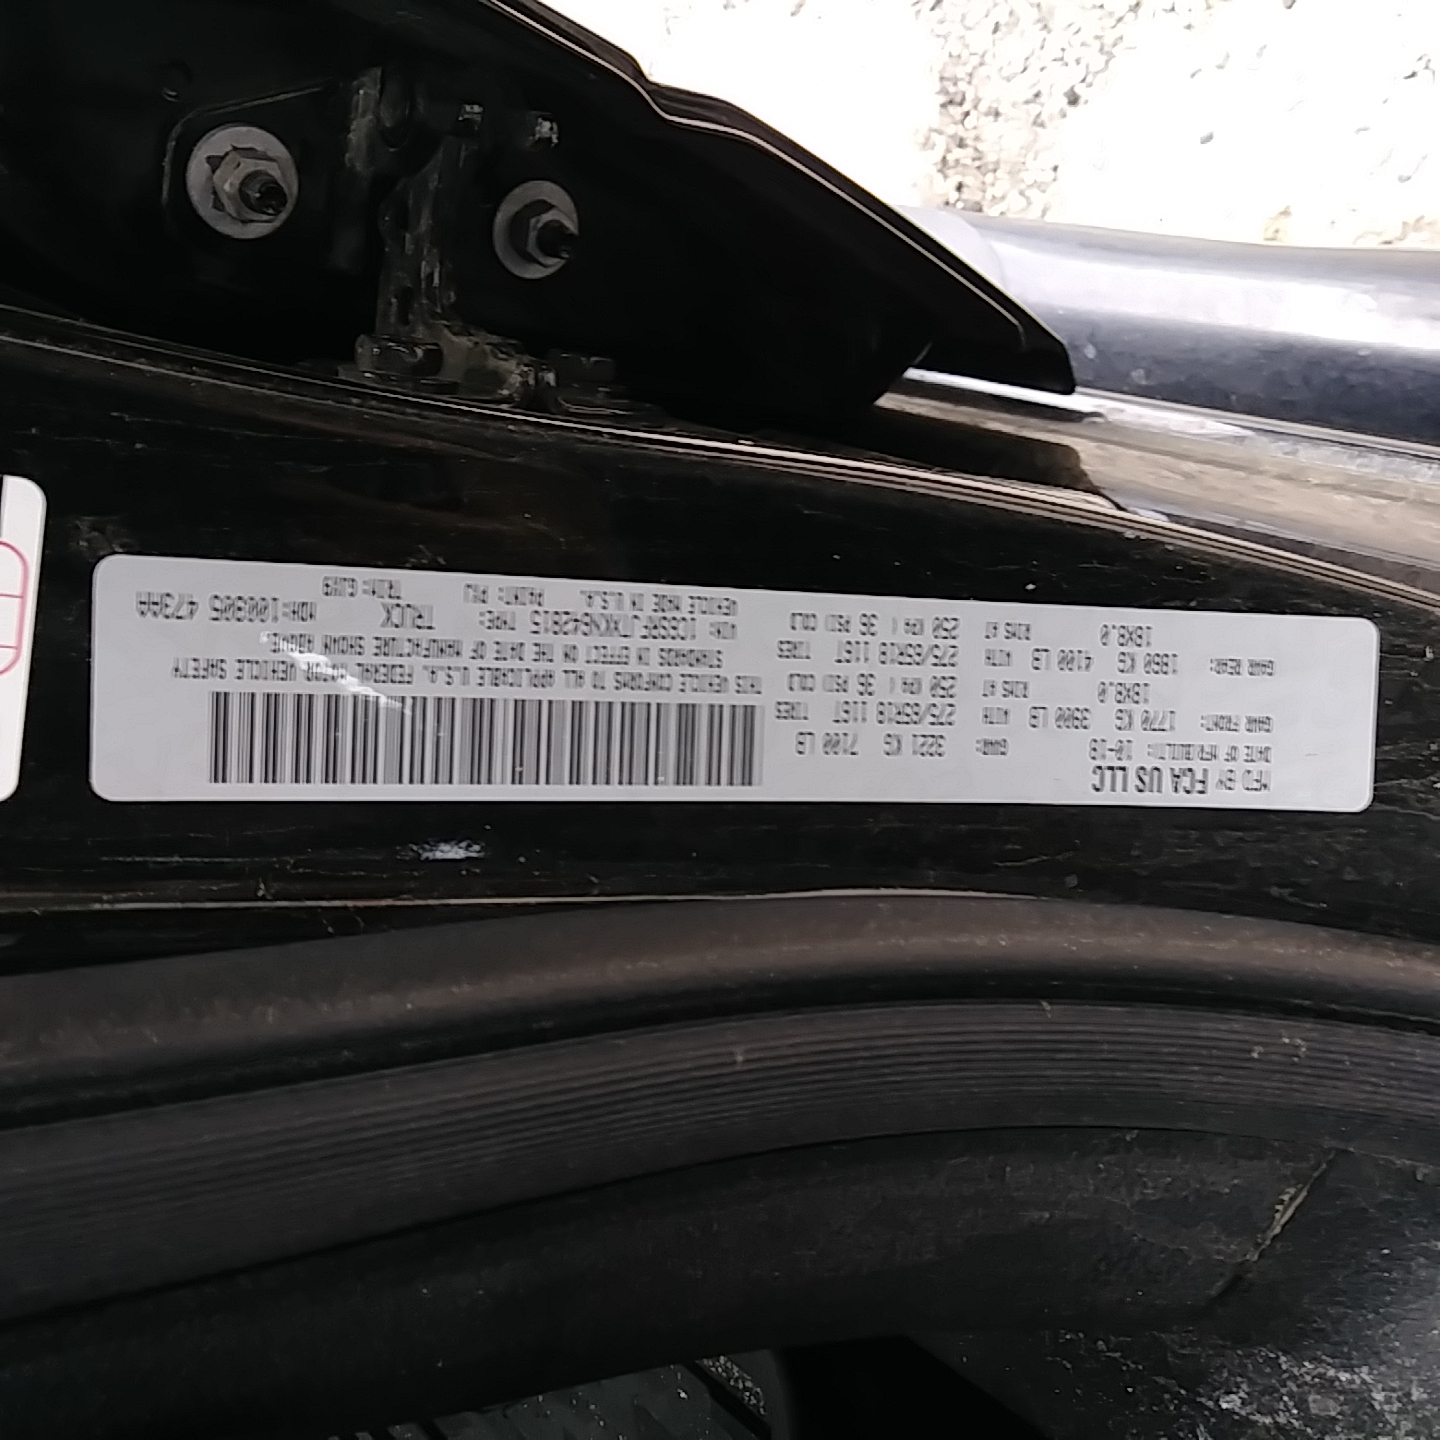 MFD BY FCA US LLC
DATE OF MFR(BUILT): 10-18 GVWR: 3221 KG 7100 LB
GAWR FRONT: 1770 KG 3900 LB WITH 275/65R18 116T TIRES
18X8.0 RIMS AT 250 KPA ( 36 PSI) COLD
GAWR REAR: 1860 KG 4100 LB WITH 275/65R18 116T TIRES
18X8.0 RIMS AT 250 KPA ( 36 PSI) COLD
THIS VEHICLE CONFORMS TO ALL APPLICABLE U.S.A. FEDERAL MOTOR VEHICLE SAFETY
STANDARDS IN EFFECT ON THE DATE OF MANUFACTURE SHOWN ABOVE
VIN: 1C6SRFJTXKN642815 TYPE: TRUCK MDH: 473AA
VEHICLE MADE IN U.S.A. PAINT: PXJ TRIM: